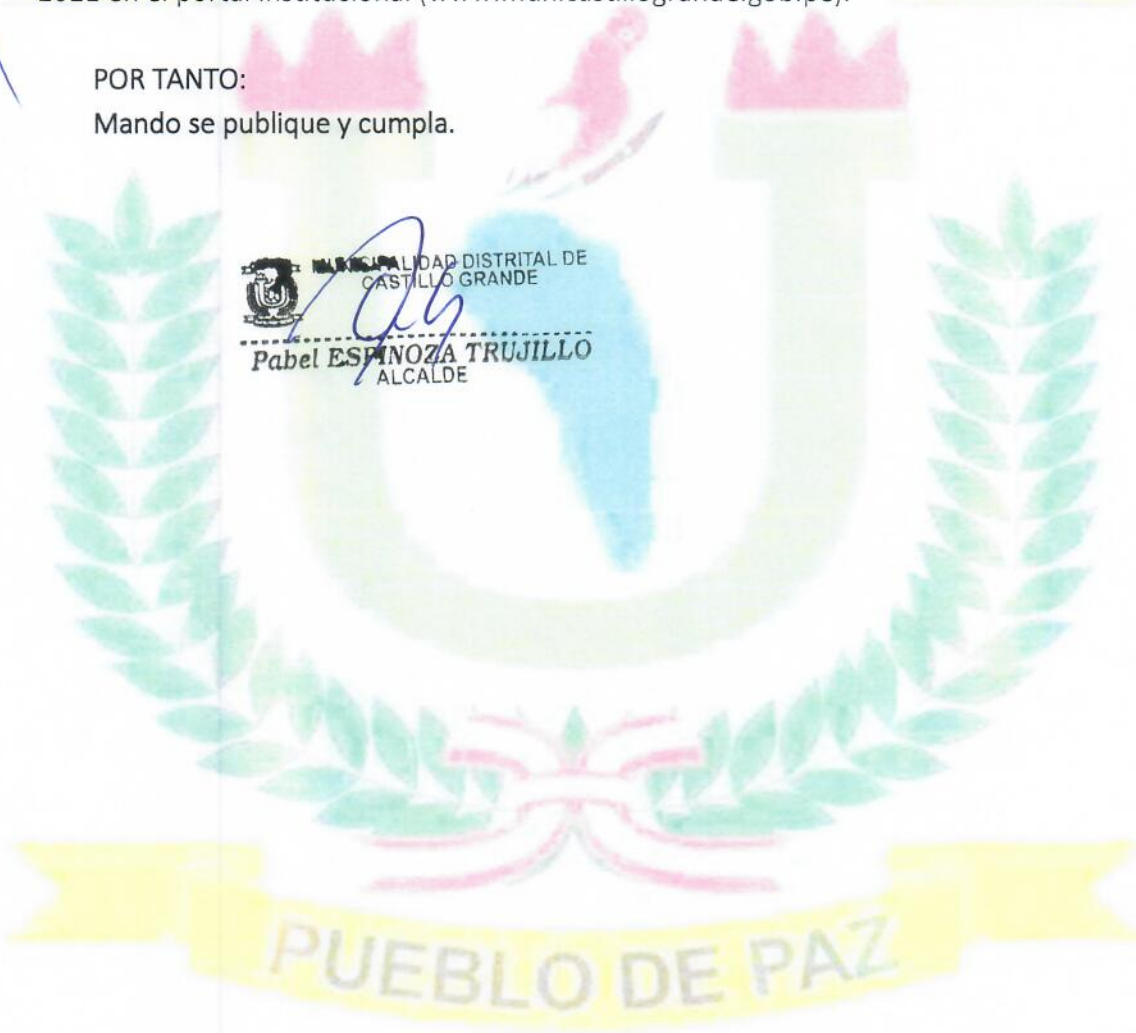 POR TANTO:
Mando se publique y cumpla.
MUNICIPALIDAD DISTRITAL DE
CASTILLO GRANDE
Pabel ESPINOZA TRUJILLO
ALCALDE
PUEBLO DE PAZ